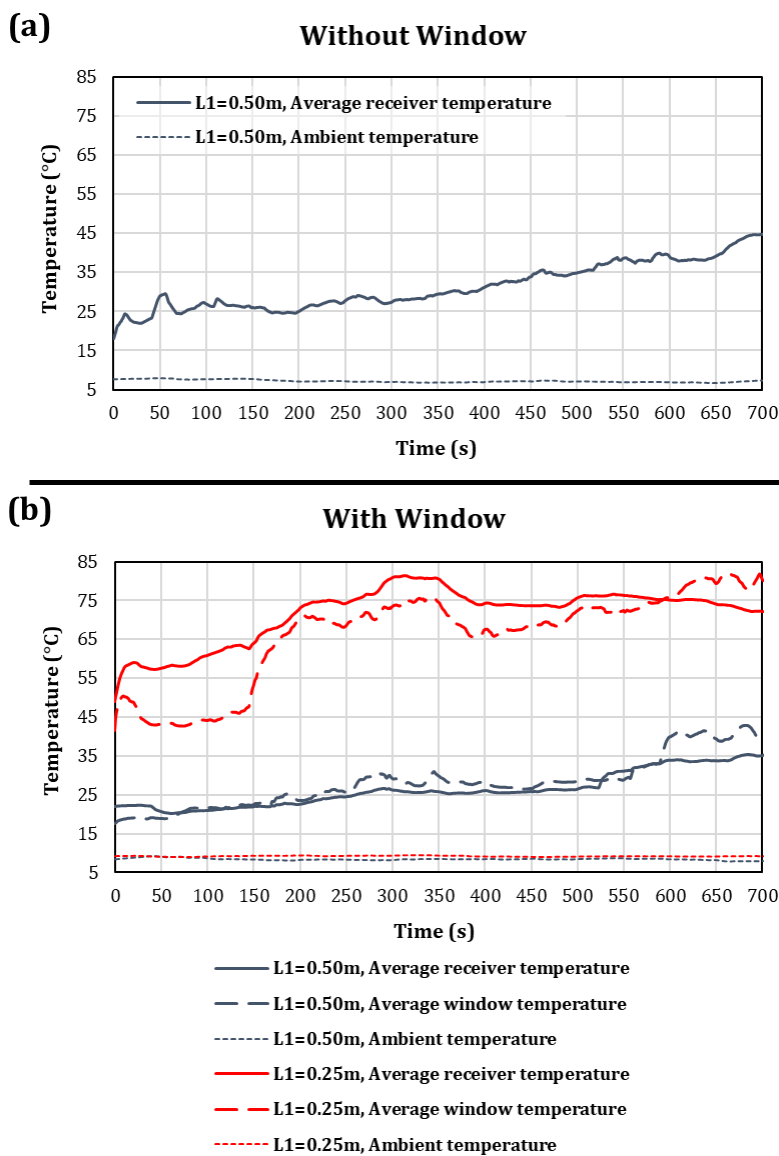 (a)
Without Window
85
75
65
55
45
35
25
15
5
Temperature (°C)
L1=0.50m, Average receiver temperature
L1=0.50m, Ambient temperature
0 50 100 150 200 250 300 350 400 450 500 550 600 650 700
Time (s)
(b)
With Window
85
75
65
55
45
35
25
15
5
Temperature (°C)
0 50 100 150 200 250 300 350 400 450 500 550 600 650 700
Time (s)
L1=0.50m, Average receiver temperature
L1=0.50m, Average window temperature
L1=0.50m, Ambient temperature
L1=0.25m, Average receiver temperature
L1=0.25m, Average window temperature
L1=0.25m, Ambient temperature